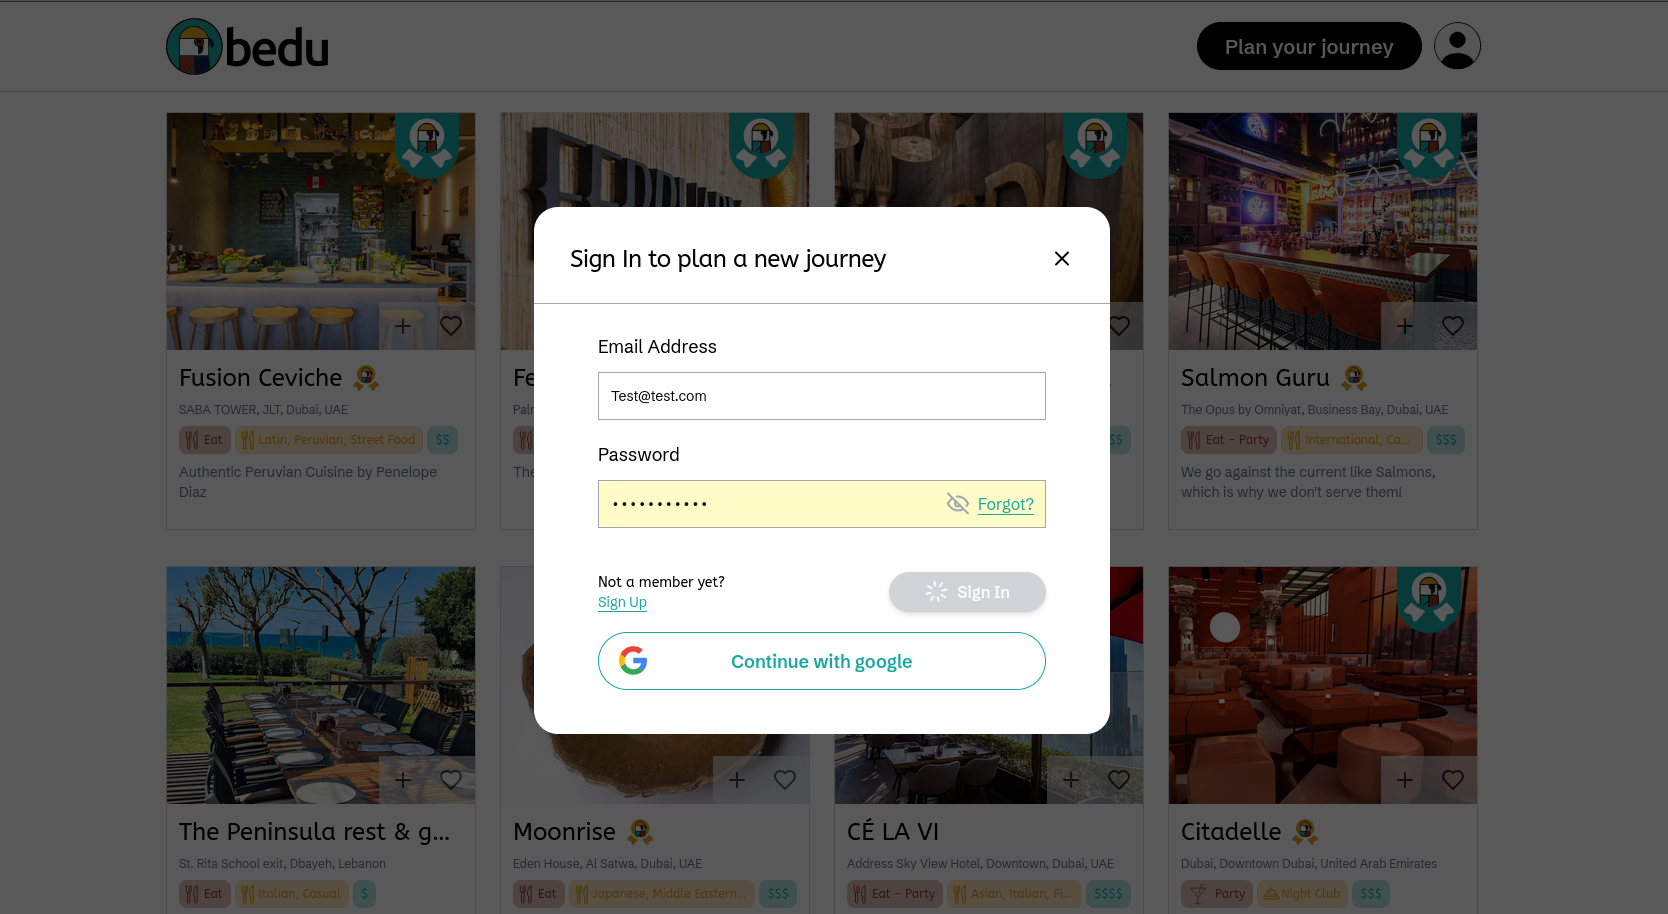 bedu
Plan your journey
Sign In to plan a new journey
Email Address
Test@test.com
Password
•••••••••••
Forgot?
Not a member yet?
Sign Up
Sign In
Continue with google
Fusion Ceviche
SABA TOWER, JLT, Dubai, UAE
Eat
Latin, Peruvian, Street Food
$$
Authentic Peruvian Cuisine by Penelope
Diaz
Salmon Guru
The Opus by Omniyat, Business Bay, Dubai, UAE
Eat - Party
International, Ca...
$$$
We go against the current like Salmons,
which is why we don't serve them!
The Peninsula rest & g...
St. Rita School exit, Dbayeh, Lebanon
Eat
Italian, Casual
$
Moonrise
Eden House, Al Satwa, Dubai, UAE
Eat
Japanese, Middle Eastern...
$$$
CÉ LA VI
Address Sky View Hotel, Downtown, Dubai, UAE
Eat - Party
Asian, Italian, Fi...
$$$$
Citadelle
Dubai, Downtown Dubai, United Arab Emirates
Party
Night Club
$$$